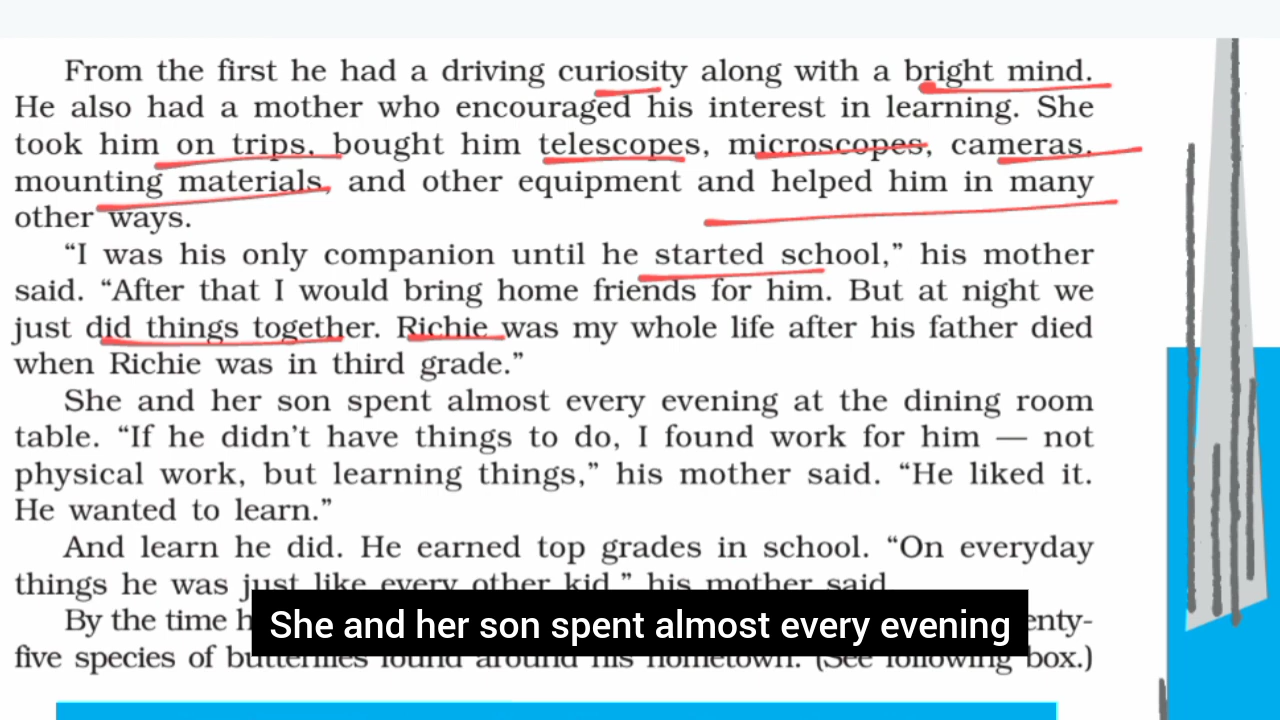 From the first he had a driving curiosity along with a bright mind.
He also had a mother who encouraged his interest in learning. She
took him on trips, bought him telescopes, microscopes, cameras,
mounting materials, and other equipment and helped him in many
other ways.
“I was his only companion until he started school,” his mother
said. “After that I would bring home friends for him. But at night we
just did things together. Richie was my whole life after his father died
when Richie was in third grade.”
She and her son spent almost every evening at the dining room
table. “If he didn’t have things to do, I found work for him — not
physical work, but learning things,” his mother said. “He liked it.
He wanted to learn.”
And learn he did. He earned top grades in school. “On everyday
things he was just like every other kid,” his mother said.
By the time
five species of butterflies found around his hometown. (See following box.)
She and her son spent almost every evening